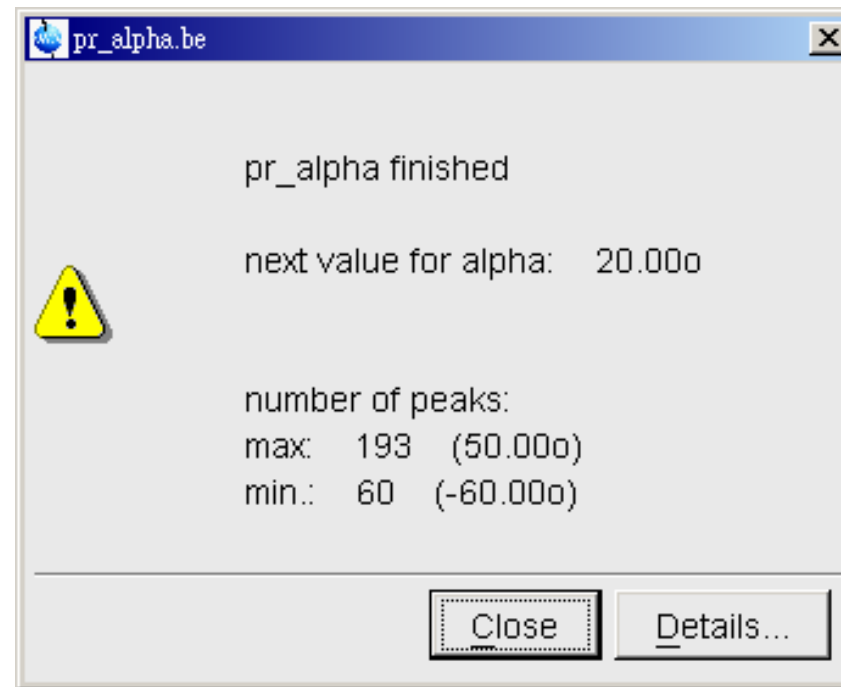 pr_alpha.be
pr_alpha finished
next value for alpha: 20.00o
number of peaks:
max: 193 (50.00o)
min.: 60 (-60.00o)
Close Details...